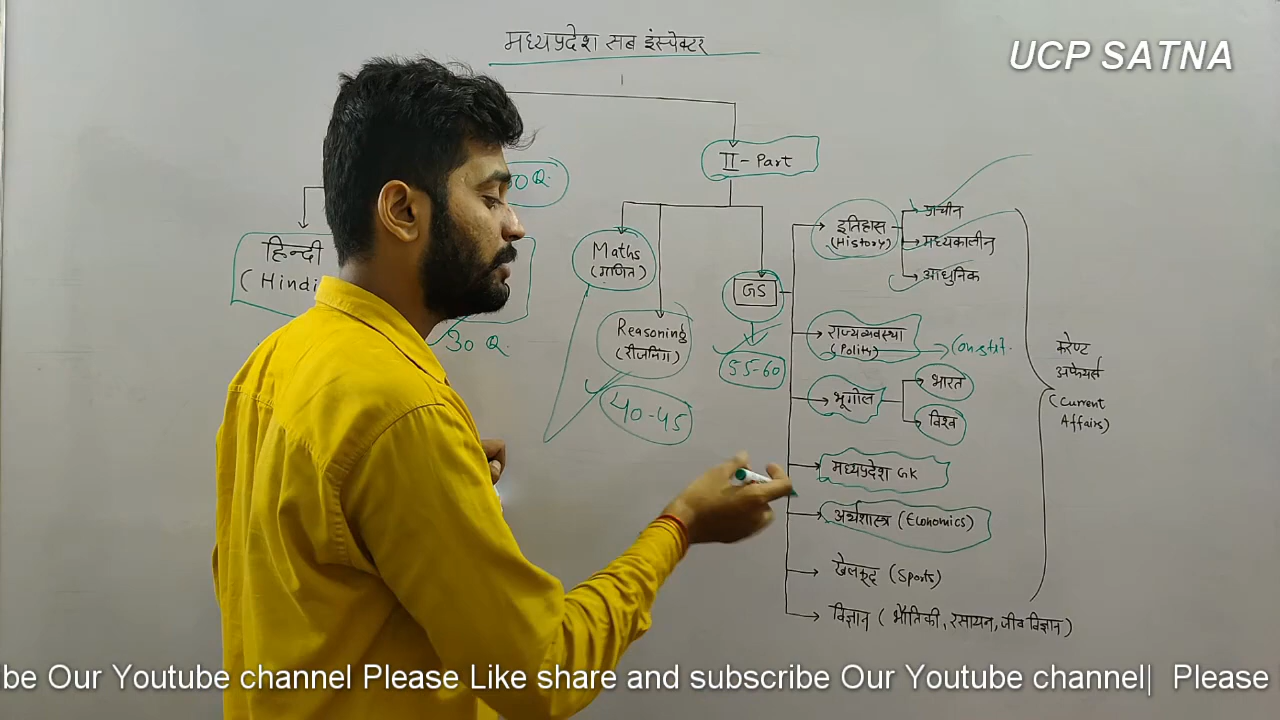 मध्यप्रदेश सब इंस्पेक्टर
UCP SATNA
II - Part
0 Q.
हिन्दी
(Hindi
30 Q.
Maths
(गणित)
Reasoning
(रीजनिंग)
40-45
GS
55-60
इतिहास
(History)
प्राचीन
मध्यकालीन
आधुनिक
राज्यव्यवस्था
(Polity)
Constit.
भूगोल
भारत
विश्व
मध्यप्रदेश GK
अर्थशास्त्र (Economics)
खेलकूद (Sports)
विज्ञान ( भौतिकी, रसायन, जीव विज्ञान )
करेण्ट
अफेयर्स
(Current
Affairs)
be Our Youtube channel Please Like share and subscribe Our Youtube channel| Please